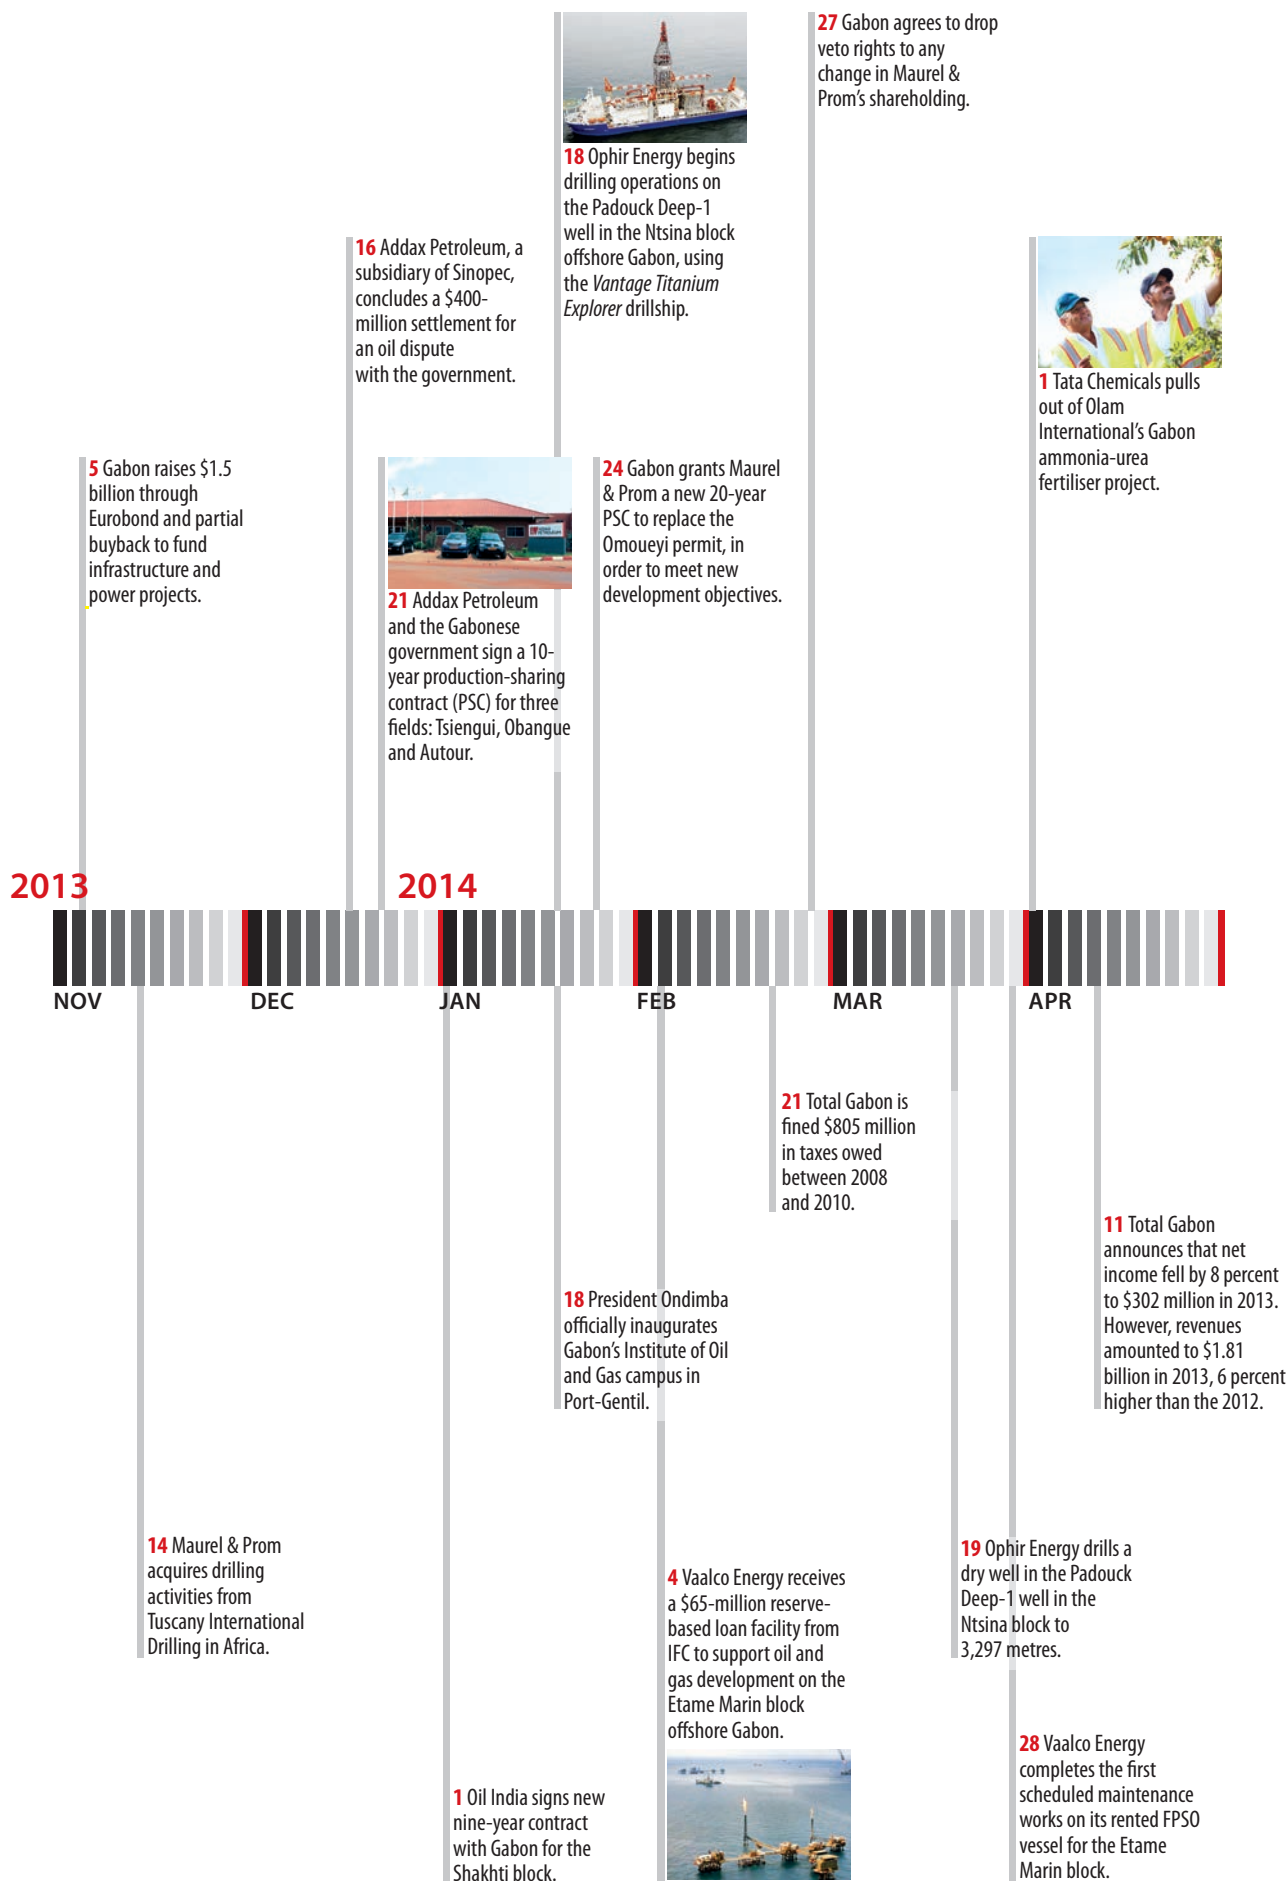 27 Gabon agrees to drop
veto rights to any
change in Maurel &
Prom's shareholding.
18 Ophir Energy begins
drilling operations on
the Padouck Deep-1
well in the Ntsina block
offshore Gabon, using
the Vantage Titanium
Explorer drillship.
16 Addax Petroleum, a
subsidiary of Sinopec,
concludes a $400-
million settlement for
an oil dispute
with the government.
1 Tata Chemicals pulls
out of Olam
International's Gabon
ammonia-urea
fertiliser project.
5 Gabon raises $1.5
billion through
Eurobond and partial
buyback to fund
infrastructure and
power projects.
21 Addax Petroleum
and the Gabonese
government sign a 10-
year production-sharing
contract (PSC) for three
fields: Tsiengui, Obangue
and Autour.
24 Gabon grants Maurel
& Prom a new 20-year
PSC to replace the
Omoueyi permit, in
order to meet new
development objectives.
2013
2014
NOV
DEC
JAN
FEB
MAR
APR
21 Total Gabon is
fined $805 million
in taxes owed
between 2008
and 2010.
11 Total Gabon
announces that net
income fell by 8 percent
to $302 million in 2013.
However, revenues
amounted to $1.81
billion in 2013, 6 percent
higher than the 2012.
18 President Ondimba
officially inaugurates
Gabon's Institute of Oil
and Gas campus in
Port-Gentil.
14 Maurel & Prom
acquires drilling
activities from
Tuscany International
Drilling in Africa.
4 Vaalco Energy receives
a $65-million reserve-
based loan facility from
IFC to support oil and
gas development on the
Etame Marin block
offshore Gabon.
19 Ophir Energy drills a
dry well in the Padouck
Deep-1 well in the
Ntsina block to
3,297 metres.
1 Oil India signs new
nine-year contract
with Gabon for the
Shakhti block.
28 Vaalco Energy
completes the first
scheduled maintenance
works on its rented FPSO
vessel for the Etame
Marin block.